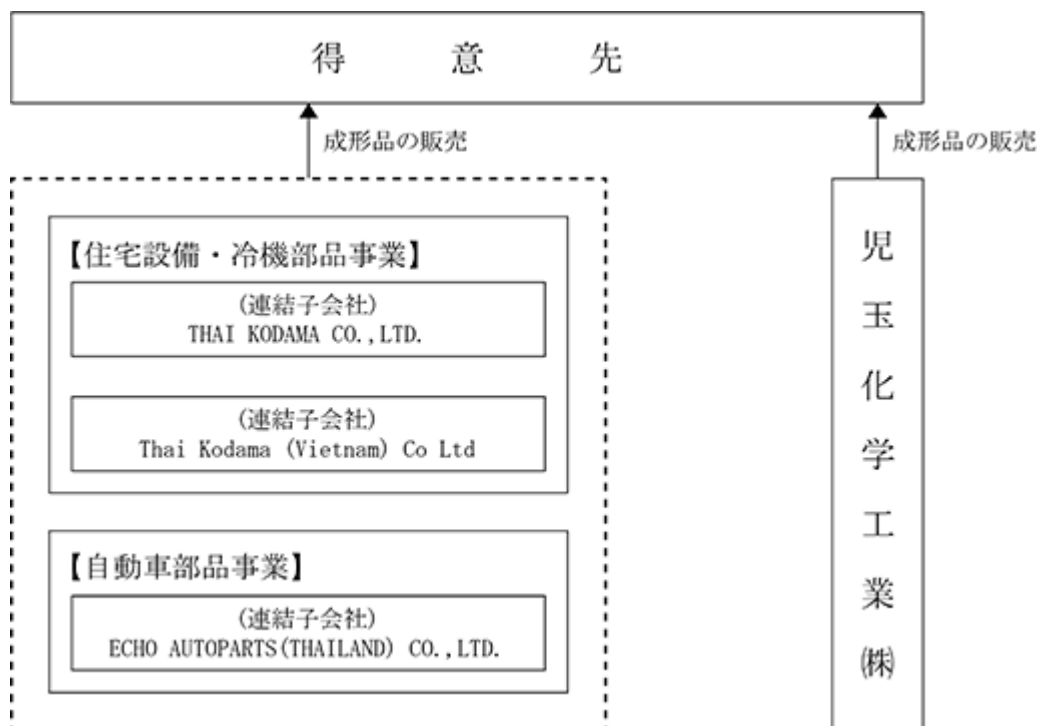 得意先
成形品の販売
成形品の販売
【住宅設備・冷機部品事業】
(連結子会社)
THAI KODAMA CO.,LTD.
(連結子会社)
Thai Kodama (Vietnam) Co Ltd
【自動車部品事業】
(連結子会社)
ECHO AUTOPARTS(THAILAND) CO.,LTD.
児玉化学工業㈱